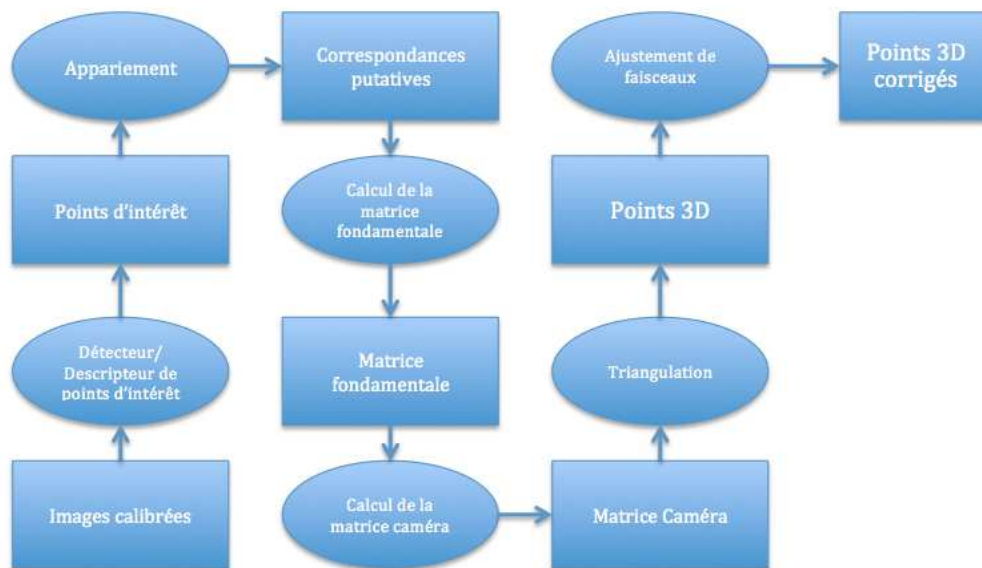 Images calibrées
Détecteur/
Descripteur de
points d'intérêt
Points d'intérêt
Appariement
Correspondances
putatives
Calcul de la
matrice
fondamentale
Matrice
fondamentale
Calcul de la
matrice caméra
Matrice Caméra
Triangulation
Points 3D
Ajustement de
faisceaux
Points 3D
corrigés